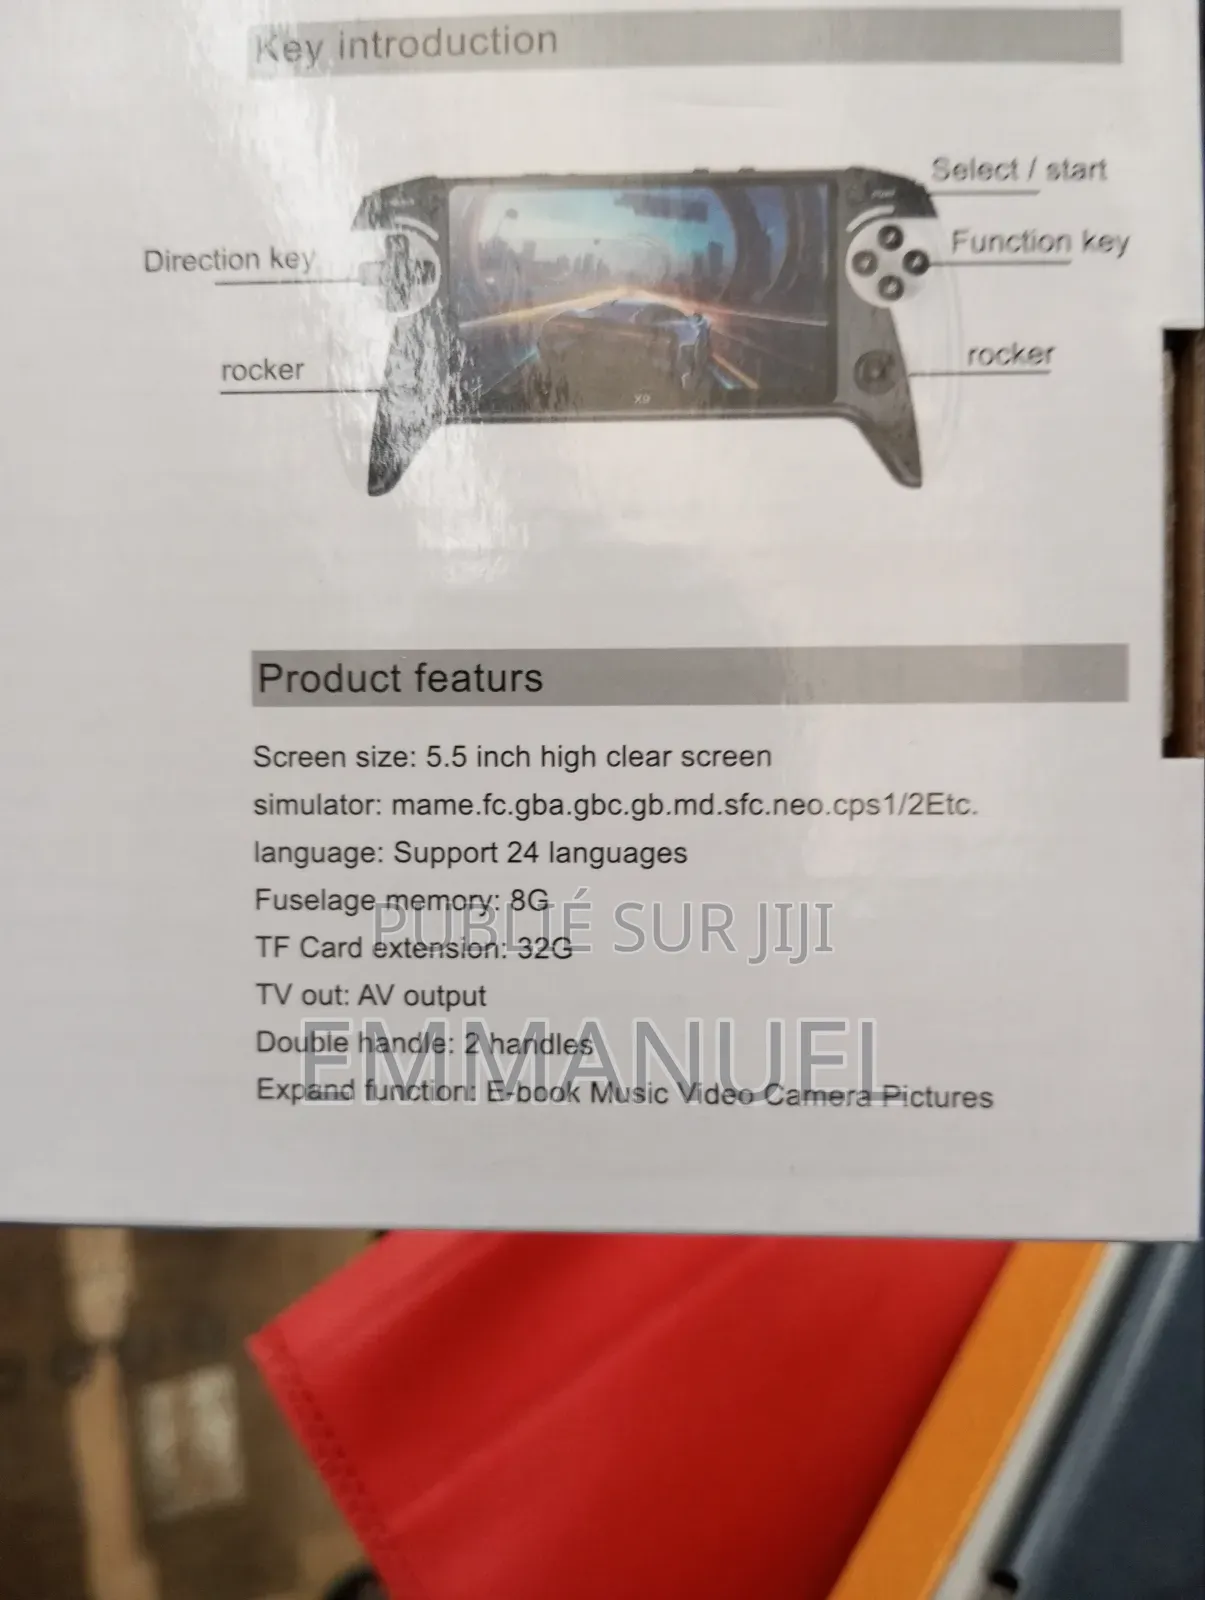 Key introduction
Select / start
Direction key
Function key
rocker
rocker
X9
Product featurs
Screen size: 5.5 inch high clear screen
simulator: mame.fc.gba.gbc.gb.md.sfc.neo.cps1/2Etc.
language: Support 24 languages
Fuselage memory: 8G
PUBLIÉ SUR JIJI
TF Card extension: 32G
TV out: AV output
EMMANUEL
Double handle: 2 handles
Expand function: E-book Music Video Camera Pictures